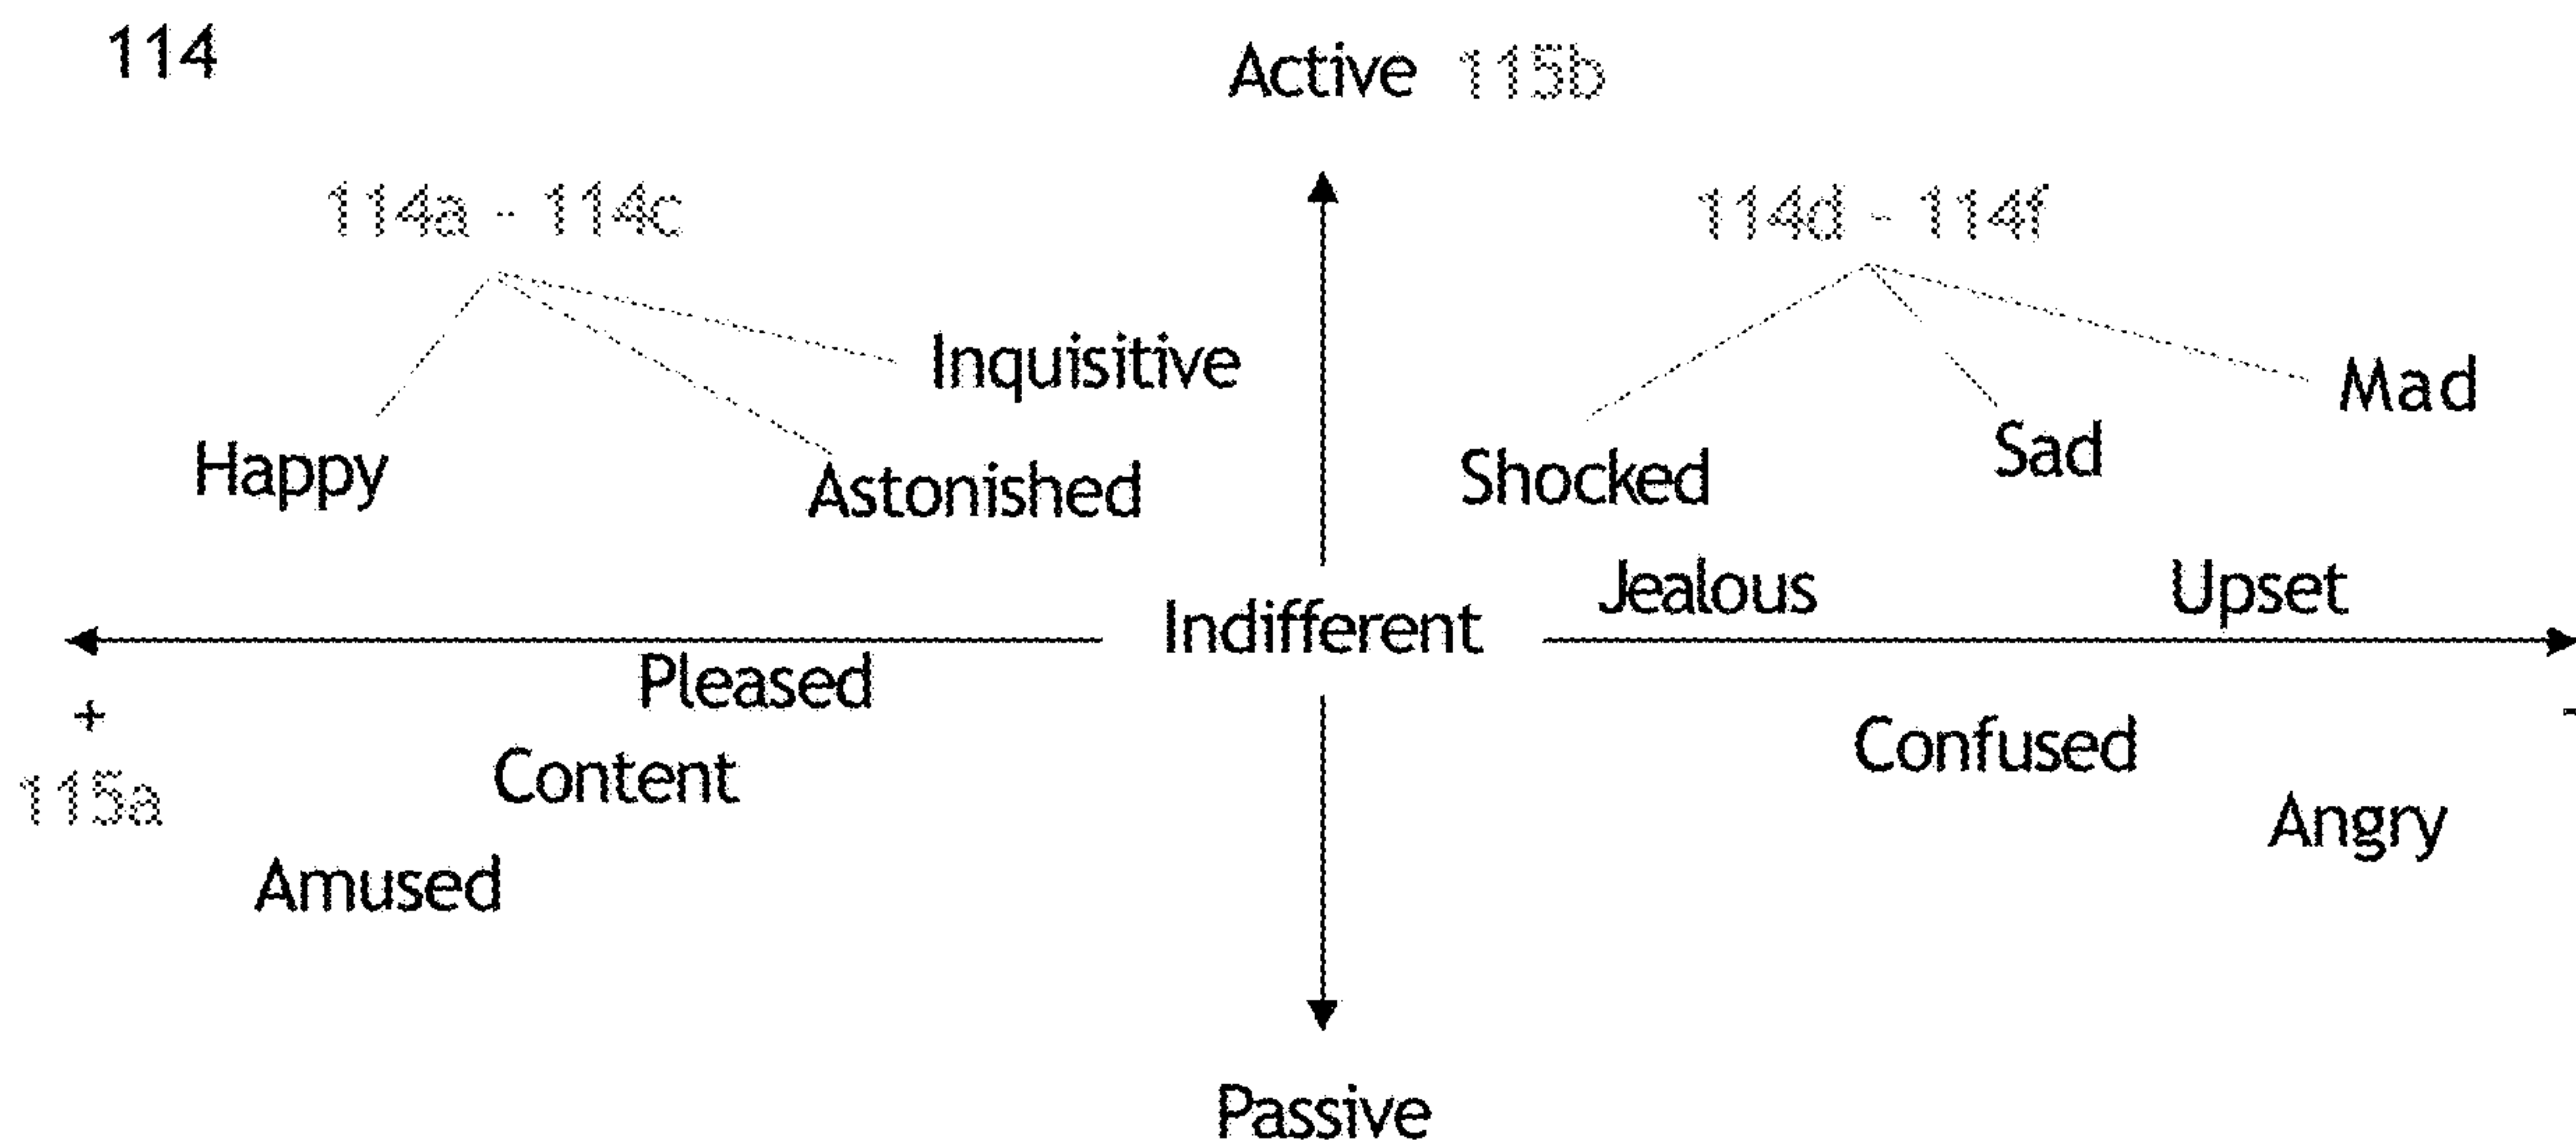 114
Active 115b
114a - 114c
114d - 114f
Inquisitive
Mad
Happy
Astonished
Shocked
Sad
Jealous
Upset
Indifferent
Pleased
+
-
Content
Confused
115a
Angry
Amused
Passive